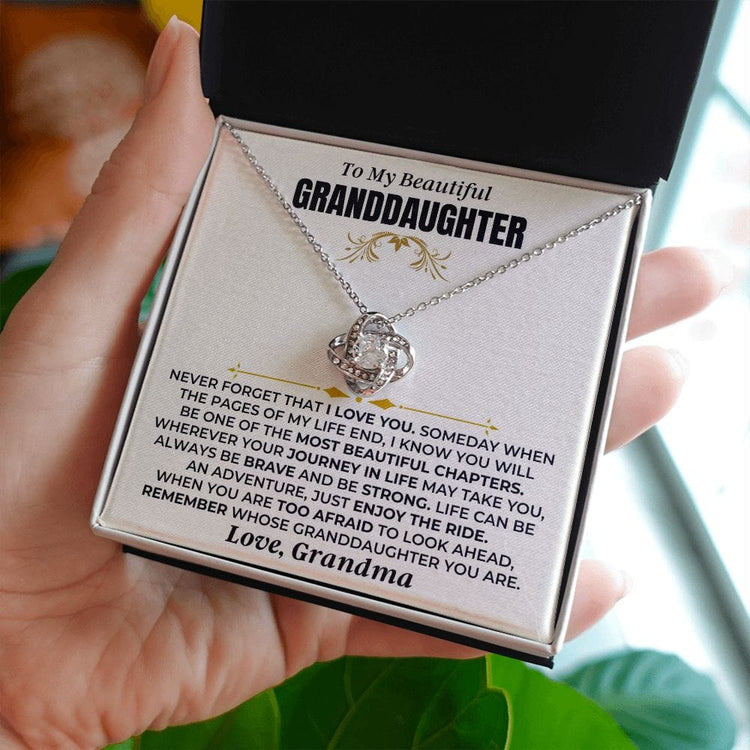 To My Beautiful
GRANDDAUGHTER
NEVER FORGET THAT I LOVE YOU. SOMEDAY WHEN
THE PAGES OF MY LIFE END, I KNOW YOU WILL
BE ONE OF THE MOST BEAUTIFUL CHAPTERS.
WHEREVER YOUR JOURNEY IN LIFE MAY TAKE YOU,
ALWAYS BE BRAVE AND BE STRONG. LIFE CAN BE
AN ADVENTURE, JUST ENJOY THE RIDE.
WHEN YOU ARE TOO AFRAID TO LOOK AHEAD,
REMEMBER WHOSE GRANDDAUGHTER YOU ARE.
Love, Grandma